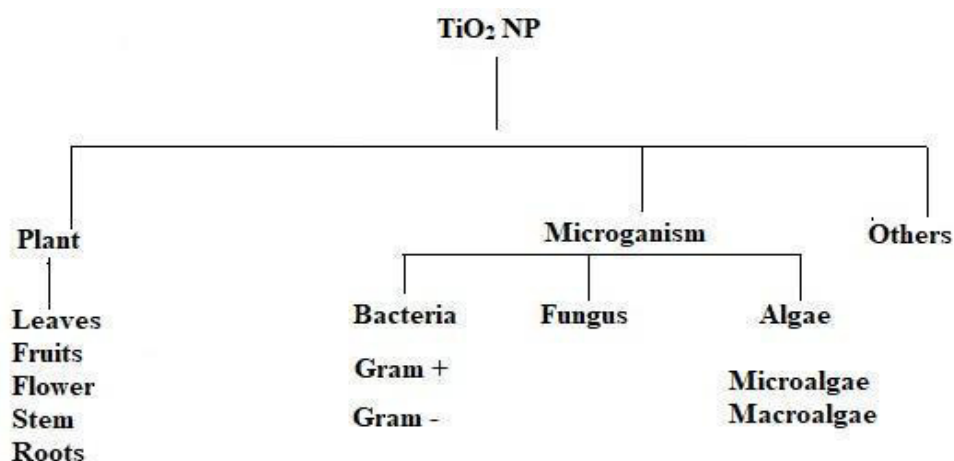 TiO₂ NP
Plant
Microganism
Others
Leaves
Fruits
Flower
Stem
Roots
Bacteria
Fungus
Algae
Gram +
Gram -
Microalgae
Macroalgae